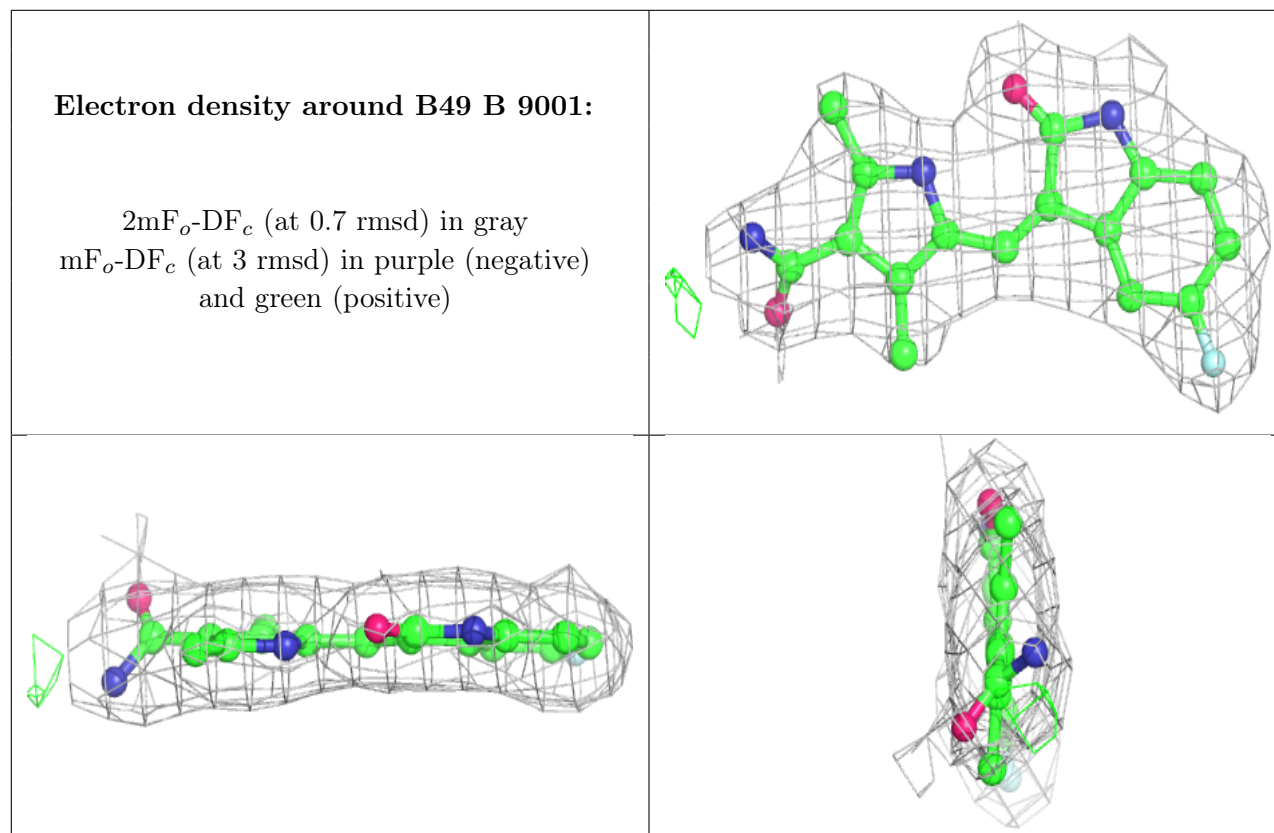 Electron density around B49 B 9001:
2mFo-DFc (at 0.7 rmsd) in gray
mFo-DFc (at 3 rmsd) in purple (negative)
and green (positive)